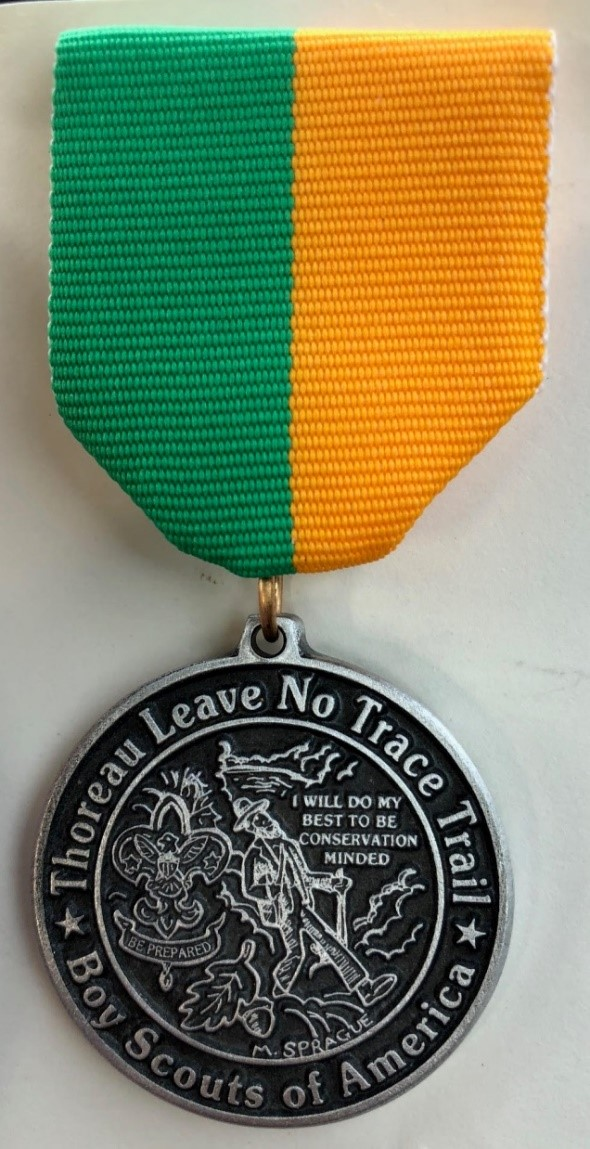 Thoreau Leave No Trace Trail
I WILL DO MY
BEST TO BE
CONSERVATION
MINDED
BE PREPARED
M. SPRAGUE
Boy Scouts of America